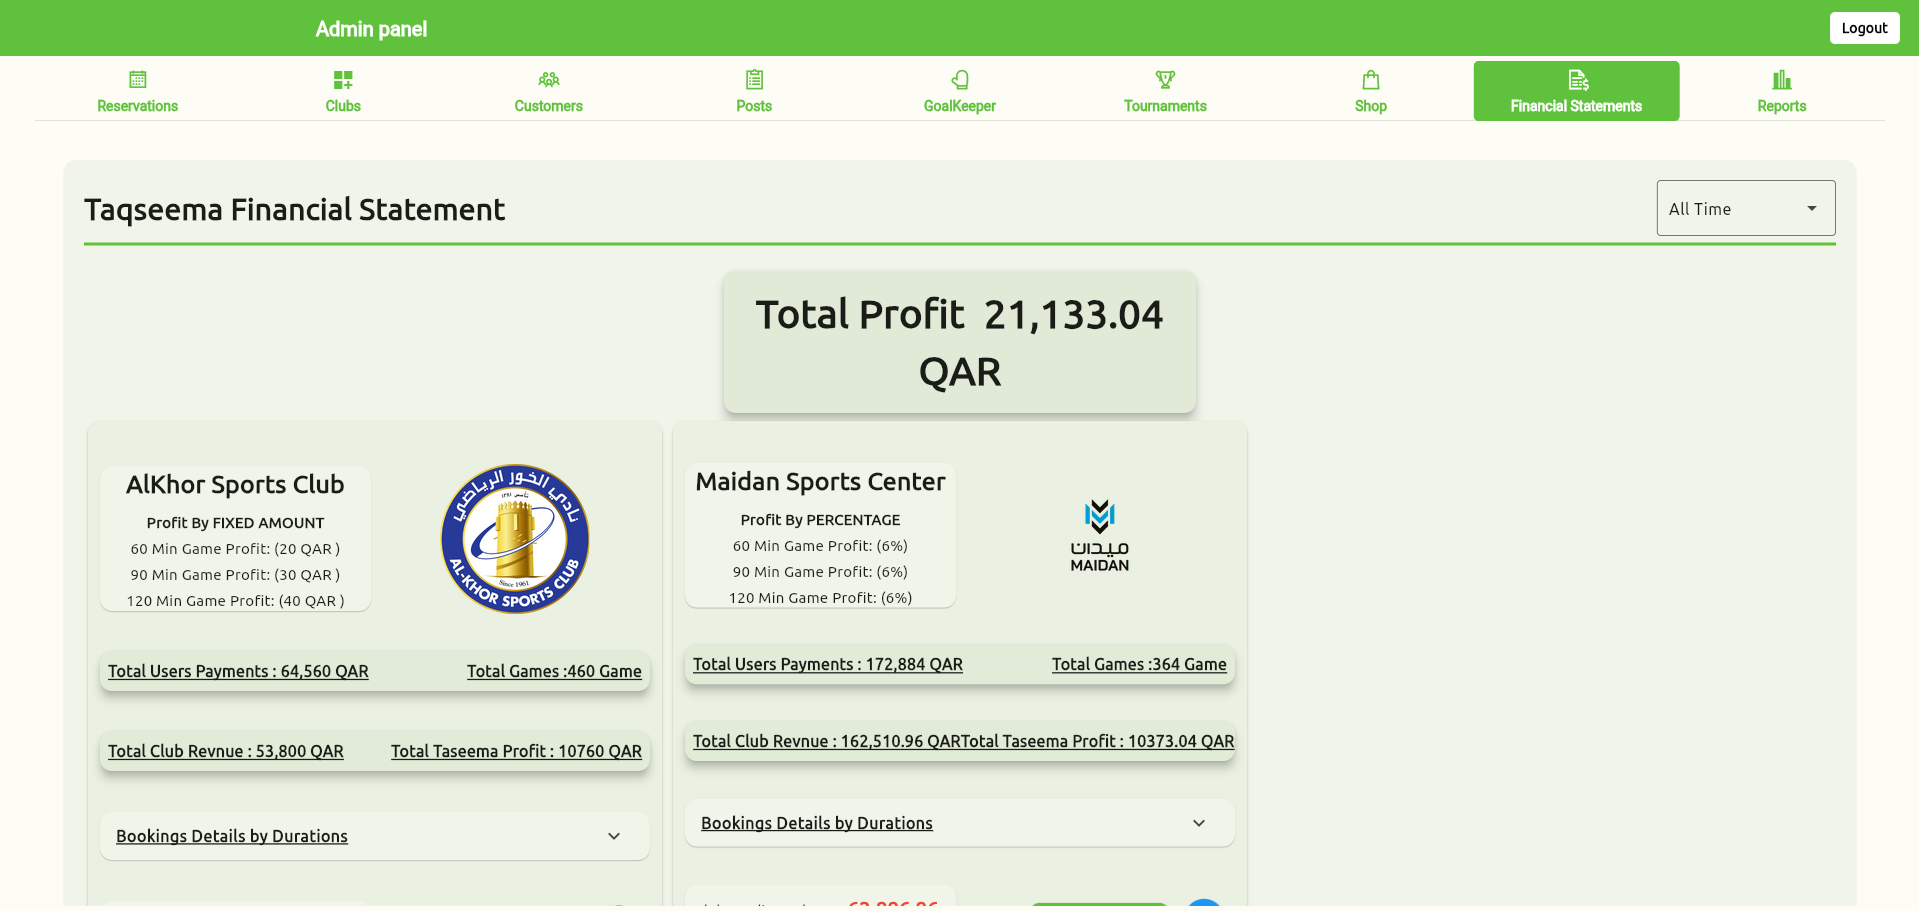 Admin panel
Logout
Reservations
Clubs
Customers
Posts
GoalKeeper
Tournaments
Shop
Financial Statements
Reports
Taqseema Financial Statement
All Time
Total Profit 21,133.04
QAR
AlKhor Sports Club
Profit By FIXED AMOUNT
60 Min Game Profit: (20 QAR )
90 Min Game Profit: (30 QAR )
120 Min Game Profit: (40 QAR )
نادي الخور الرياضي
تأسس ١٩٦١
Since 1961
AL-KHOR SPORTS CLUB
Total Users Payments : 64,560 QAR
Total Games :460 Game
Total Club Revnue : 53,800 QAR
Total Taseema Profit : 10760 QAR
Bookings Details by Durations
Maidan Sports Center
Profit By PERCENTAGE
60 Min Game Profit: (6%)
90 Min Game Profit: (6%)
120 Min Game Profit: (6%)
ميدان
MAIDAN
Total Users Payments : 172,884 QAR
Total Games :364 Game
Total Club Revnue : 162,510.96 QAR
Total Taseema Profit : 10373.04 QAR
Bookings Details by Durations